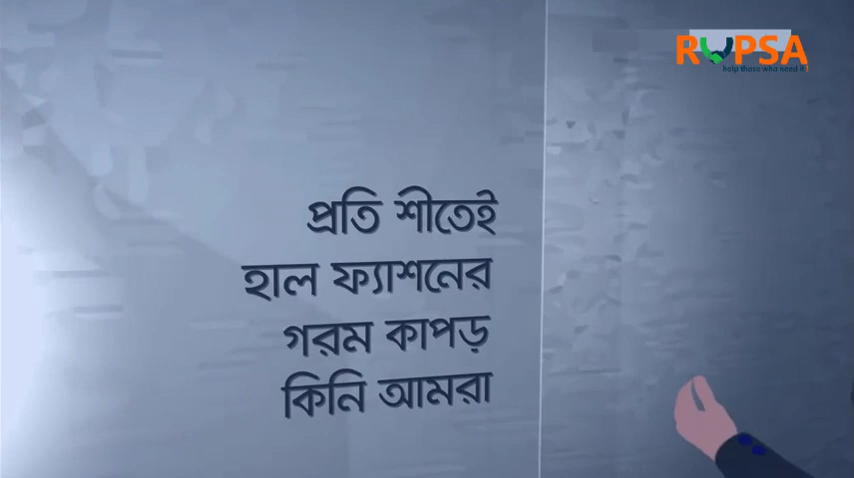 RUPSA
help those who need it!
প্রতি শীতেই
হাল ফ্যাশনের
গরম কাপড়
কিনি আমরা